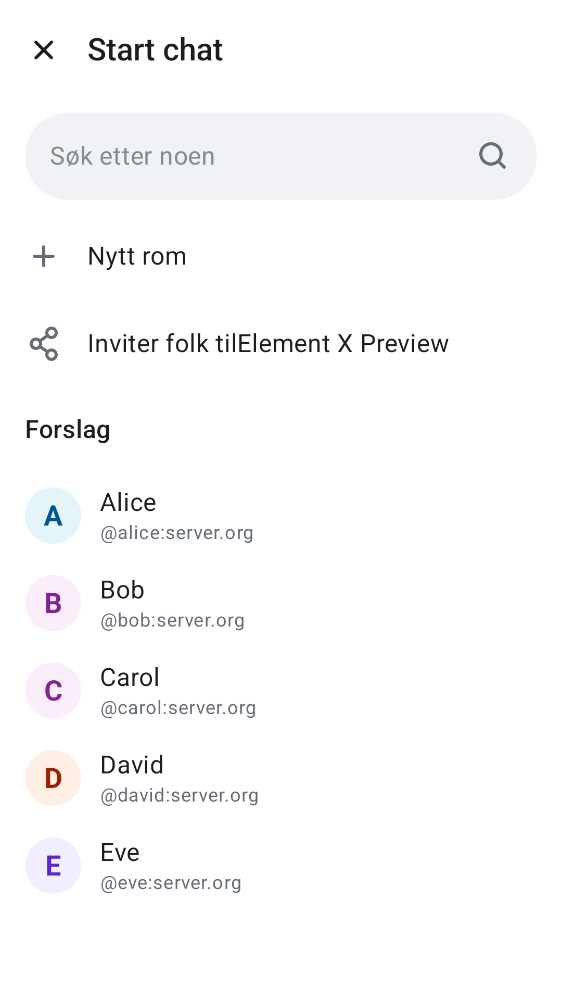 Start chat
Søk etter noen
Nytt rom
Inviter folk tilElement X Preview
Forslag
A
Alice
@alice:server.org
B
Bob
@bob:server.org
C
Carol
@carol:server.org
D
David
@david:server.org
E
Eve
@eve:server.org